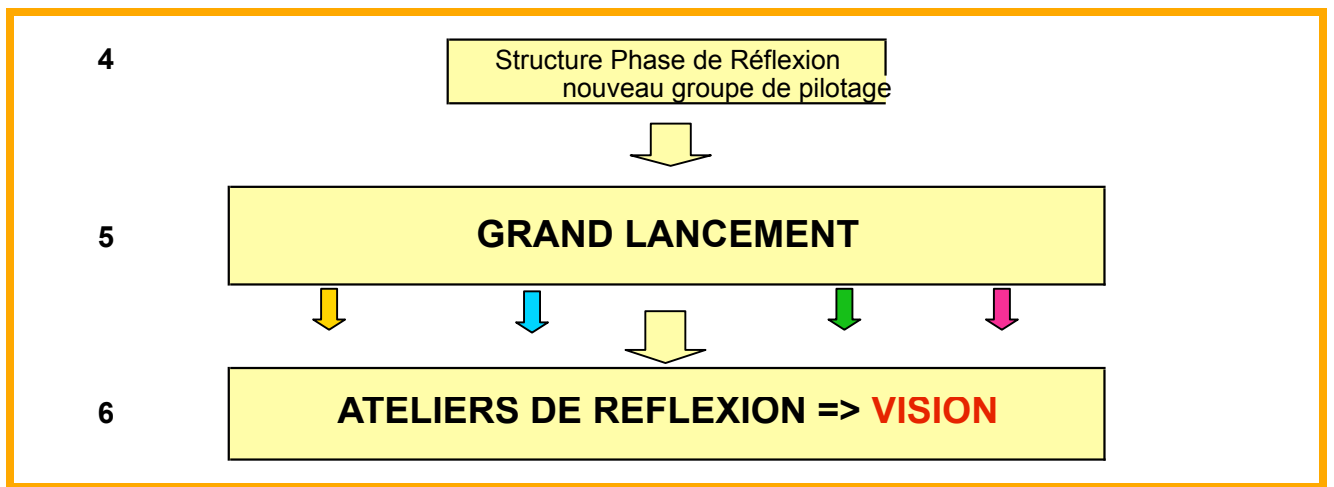 4
Structure Phase de Réflexion
nouveau groupe de pilotage
5
GRAND LANCEMENT
6
ATELIERS DE REFLEXION => VISION